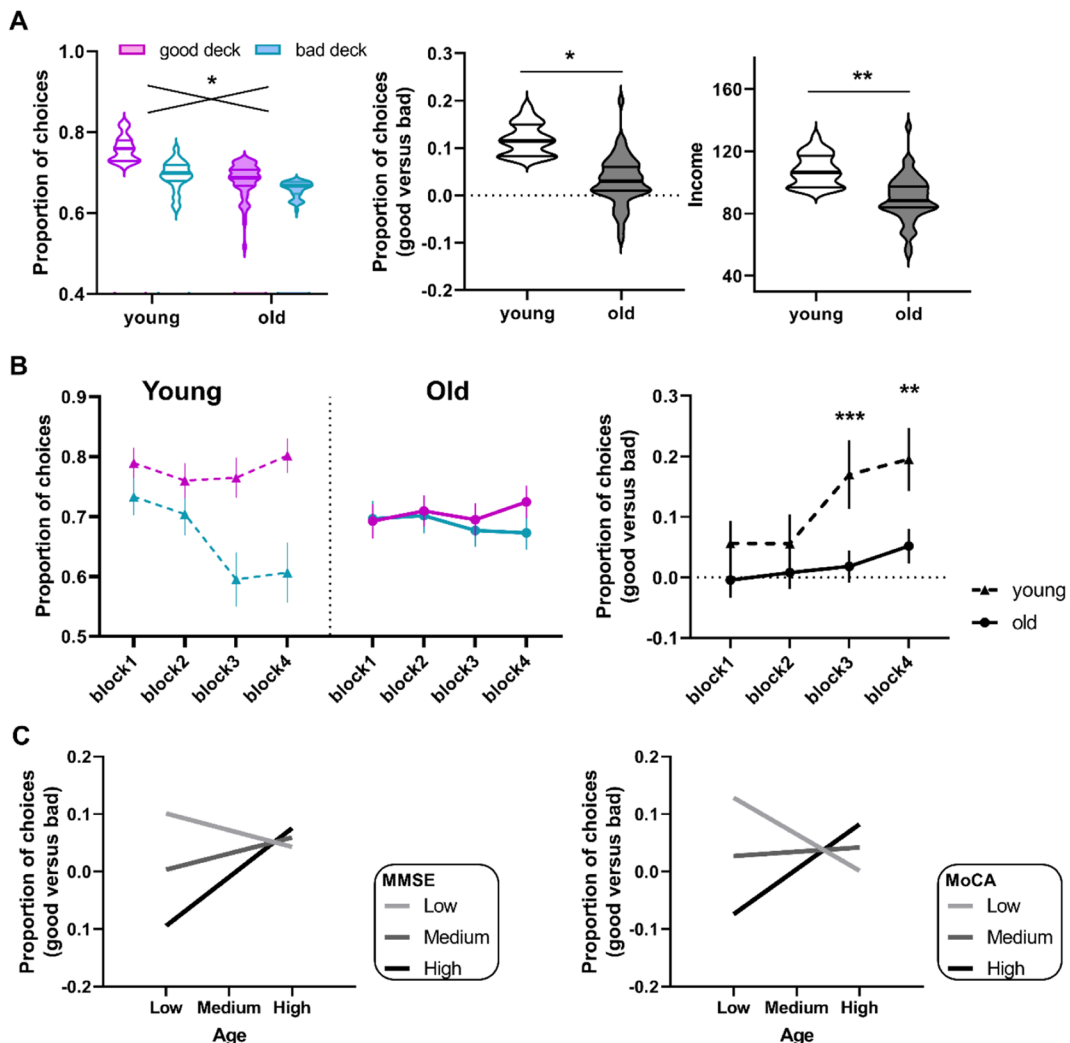 A
good deck
bad deck
Proportion of choices
1.0
0.8
0.6
0.4
*
young
old
Proportion of choices
(good versus bad)
0.3
0.2
0.1
0.0
-0.1
-0.2
*
young
old
Income
160
120
80
40
**
young
old
B
Young
Old
Proportion of choices
0.9
0.8
0.7
0.6
0.5
block1
block2
block3
block4
block1
block2
block3
block4
Proportion of choices
(good versus bad)
0.3
0.2
0.1
0.0
-0.1
***
**
block1
block2
block3
block4
young
old
C
Proportion of choices
(good versus bad)
0.2
0.1
0.0
0.1
-0.2
Low
Medium
High
Age
MMSE
Low
Medium
High
Proportion of choices
(good versus bad)
0.2
0.1
0.0
-0.1
-0.2
Low
Medium
High
Age
MoCA
Low
Medium
High